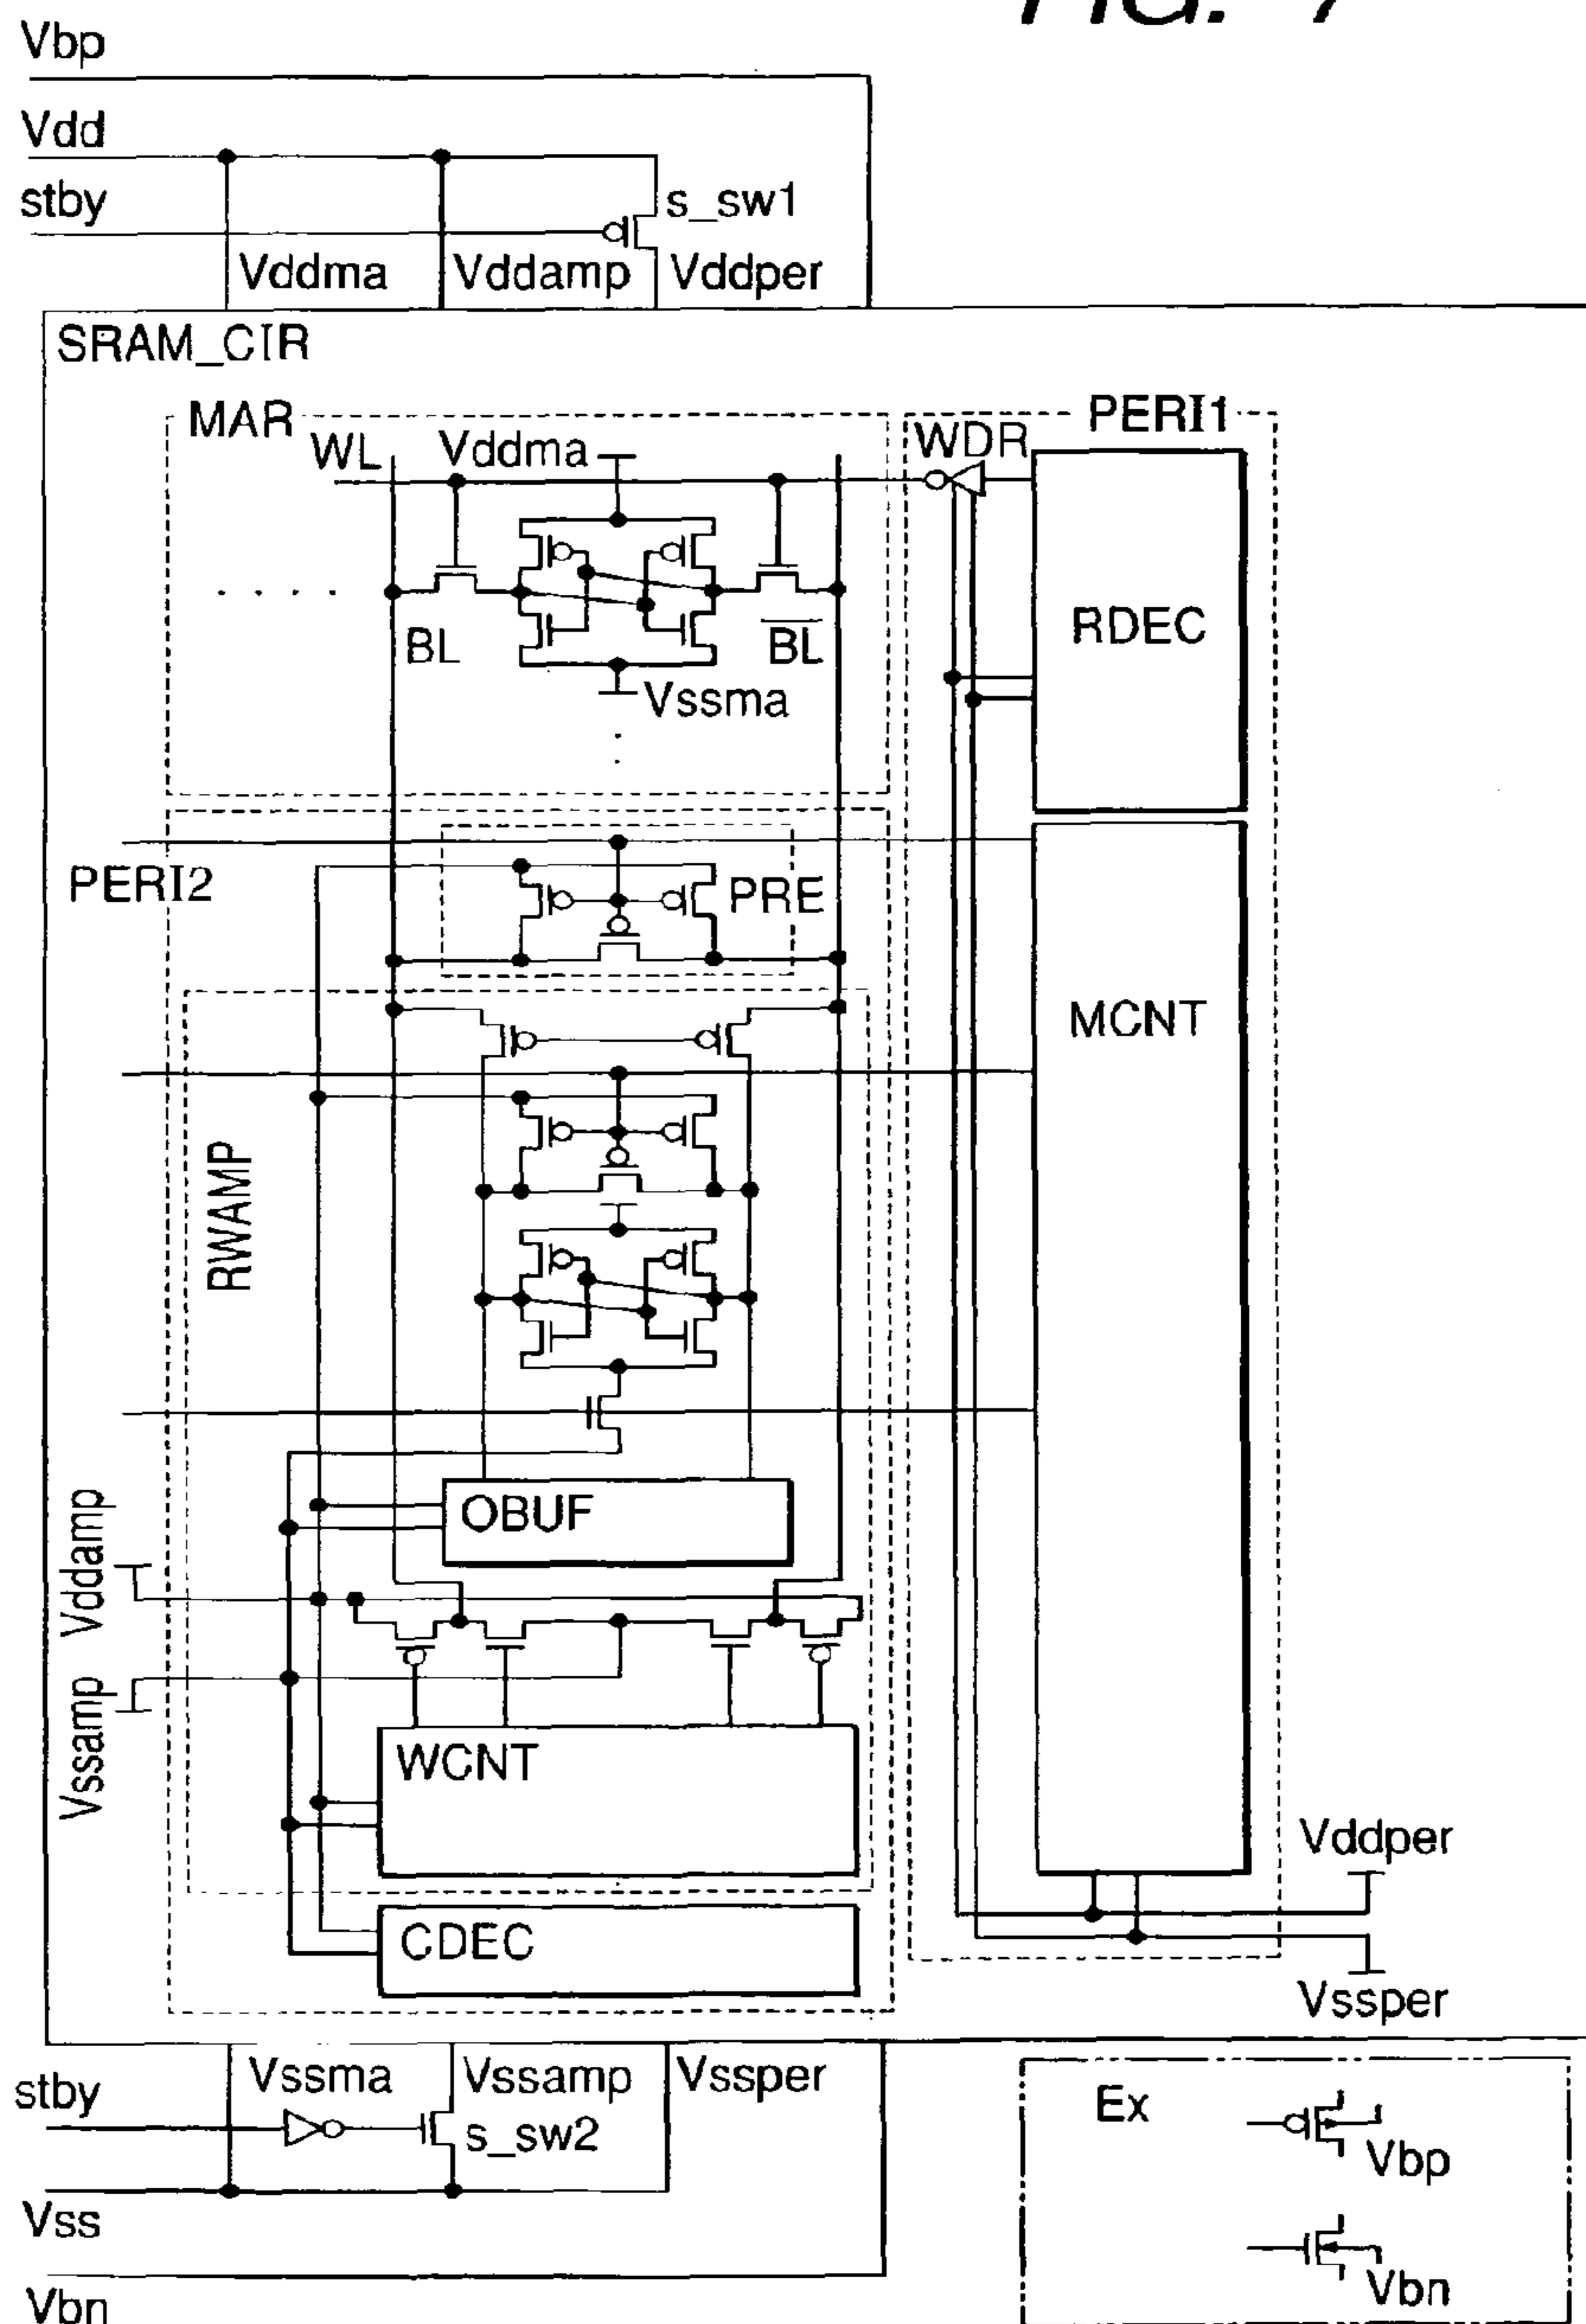 FIG. 7
Vbp
Vdd
stby
s_sw1
Vddma
Vddamp
Vddper
SRAM_CIR
MAR
PERI1
WL
Vddma
WDR
RDEC
BL
BL
Vssma
PERI2
PRE
MCNT
RWAMP
OBUF
Vddamp
Vssamp
WCNT
Vddper
CDEC
Vssper
Vssma
Vssamp
Vssper
stby
s_sw2
Ex
Vbp
Vss
Vbn
Vbn